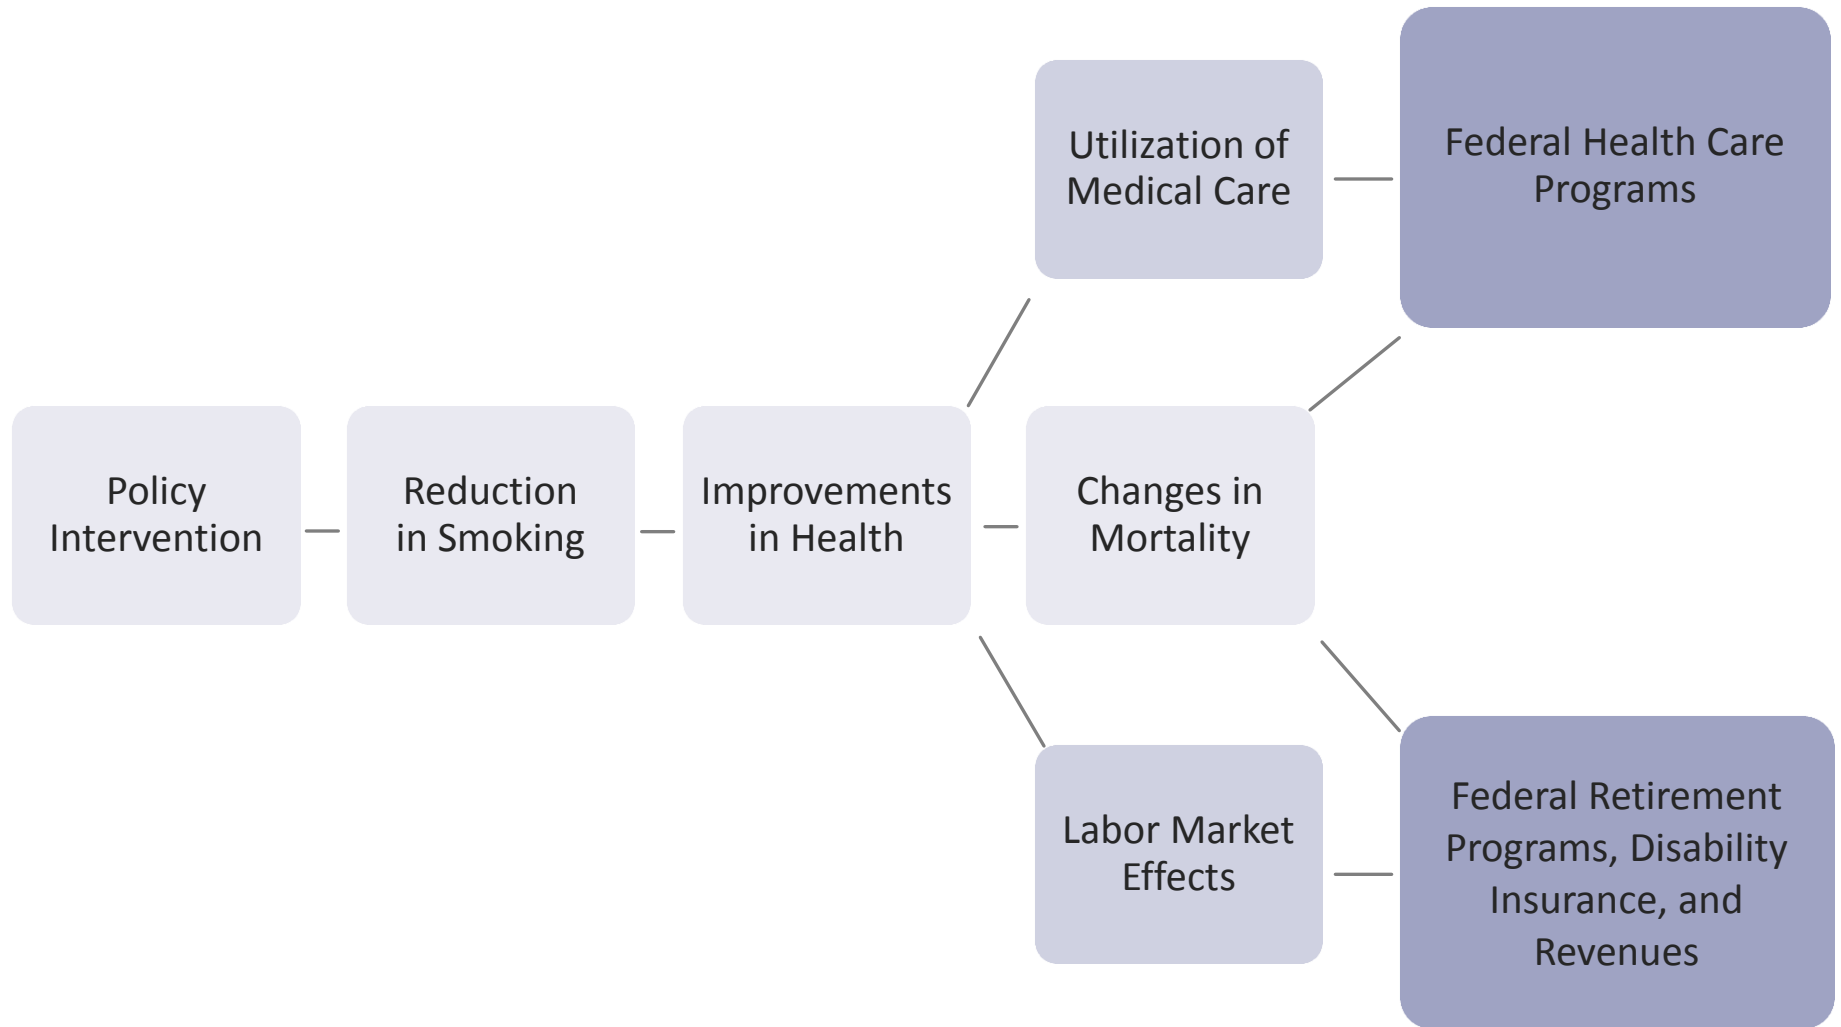 Policy
Intervention
Reduction
in Smoking
Improvements
in Health
Utilization of
Medical Care
Changes in
Mortality
Labor Market
Effects
Federal Health Care
Programs
Federal Retirement
Programs, Disability
Insurance, and
Revenues